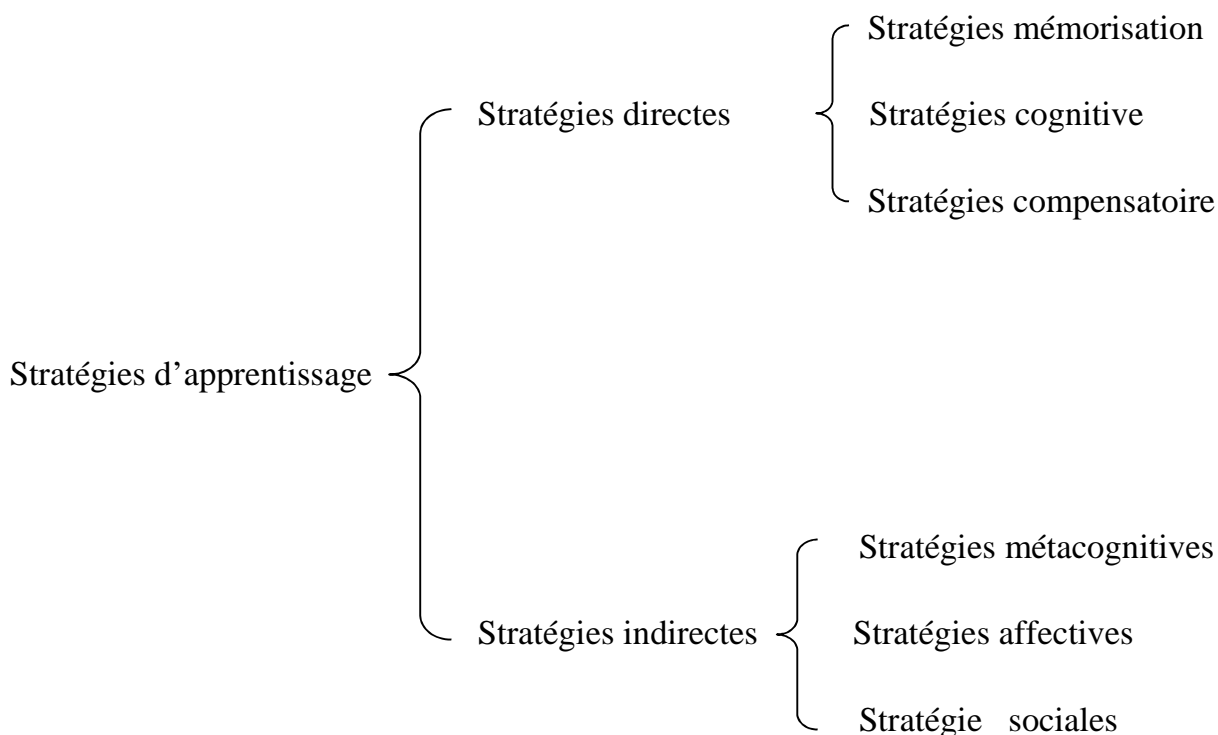 Stratégies mémorisation
Stratégies directes
Stratégies cognitive
Stratégies compensatoire
Stratégies d’apprentissage
Stratégies métacognitives
Stratégies indirectes
Stratégies affectives
Stratégie sociales